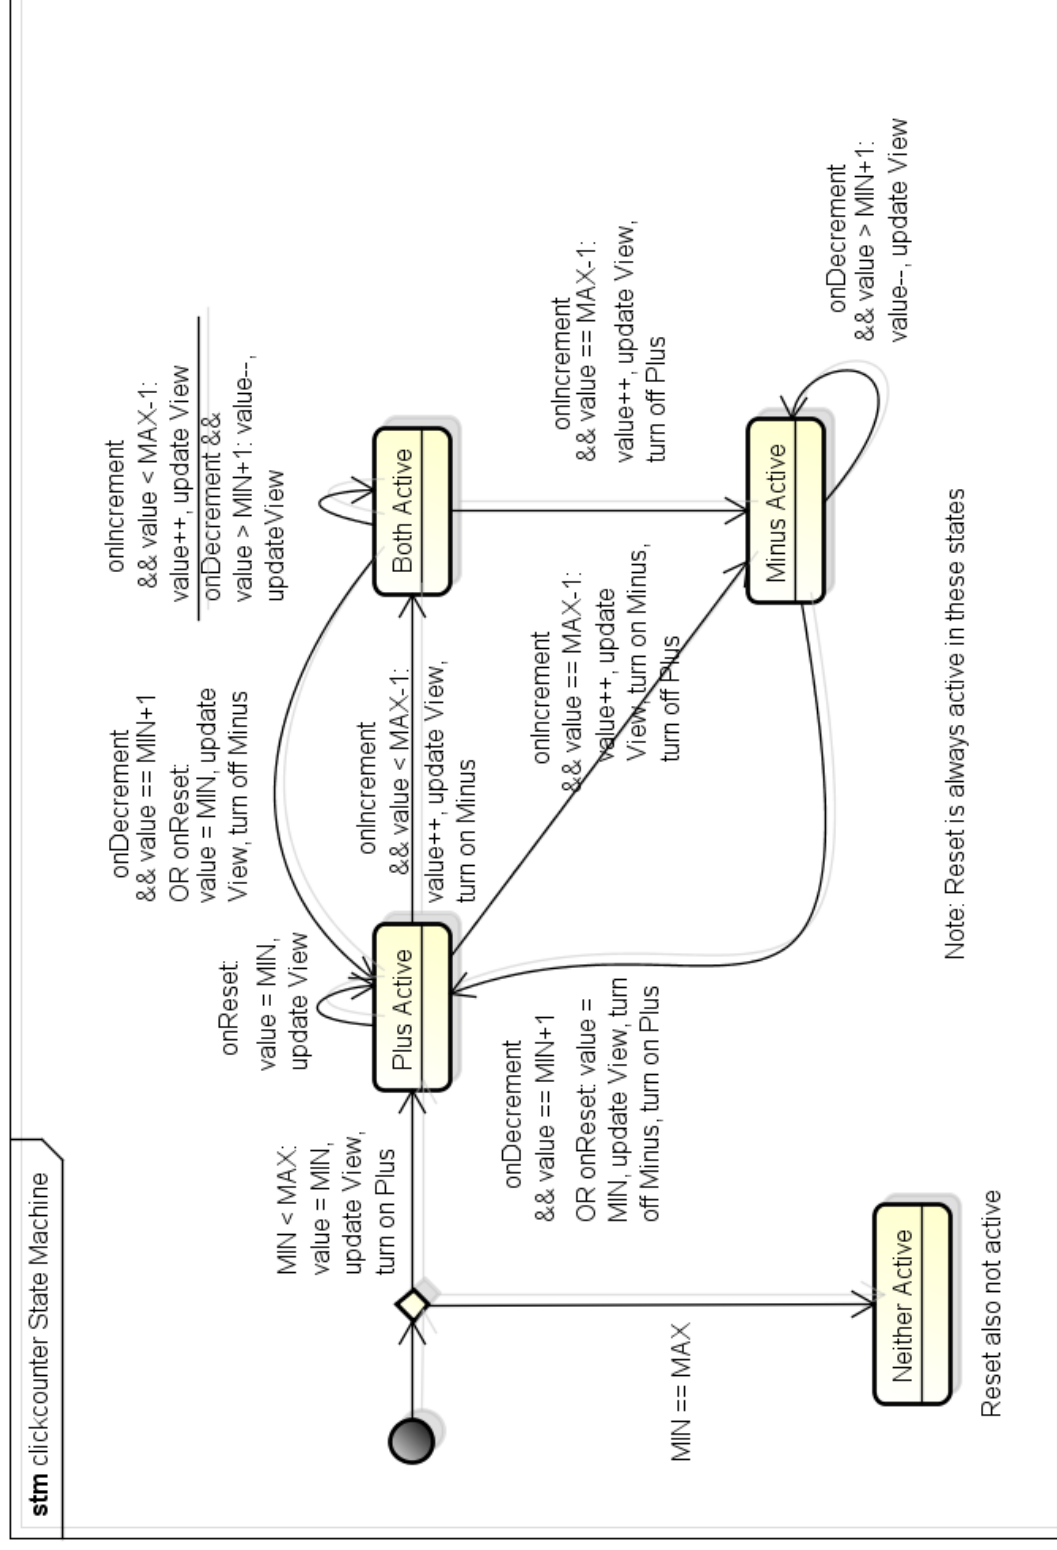 stm clickcounter State Machine
onIncrement
&& value < MAX-1:
value++, update View
onDecrement &&
value > MIN+1: value--,
updateView
onDecrement
&& value == MIN+1
OR onReset:
value = MIN, update
View, turn off Minus
onReset:
value = MIN,
update View
MIN < MAX:
value = MIN,
update View,
turn on Plus
Plus Active
onIncrement
&& value < MAX-1:
value++, update View,
turn on Minus
Both Active
onIncrement
&& value == MAX-1:
value++, update View,
turn off Plus
onIncrement
&& value == MAX-1:
value++, update
View, turn on Minus,
turn off Plus
onDecrement
&& value == MIN+1
OR onReset: value =
MIN, update View, turn
off Minus, turn on Plus
MIN == MAX
Minus Active
onDecrement
&& value > MIN+1:
value--, update View
Neither Active
Reset also not active
Note: Reset is always active in these states